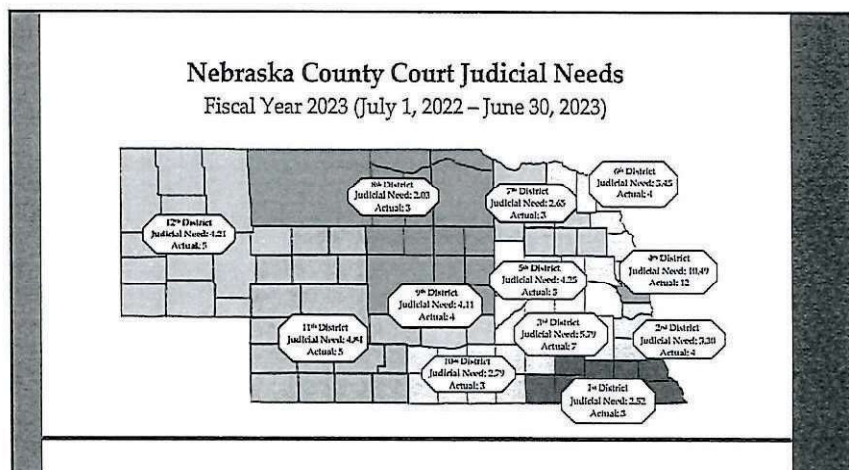 Nebraska County Court Judicial Needs
Fiscal Year 2023 (July 1, 2022 – June 30, 2023)
6th District
Judicial Need: 3.45
Actual: 4
8th District
Judicial Need: 2.03
Actual: 3
7th District
Judicial Need: 2.65
Actual: 3
12th District
Judicial Need: 4.21
Actual: 5
4th District
Judicial Need: 10.49
Actual: 12
5th District
Judicial Need: 4.25
Actual: 5
9th District
Judicial Need: 4.11
Actual: 4
3rd District
Judicial Need: 5.79
Actual: 7
2nd District
Judicial Need:
Actual: 4
11th District
Judicial Need: 4.84
Actual: 5
10th District
Judicial Need: 2.79
Actual: 3
1st District
Judicial Need: 2.52
Actual: 3